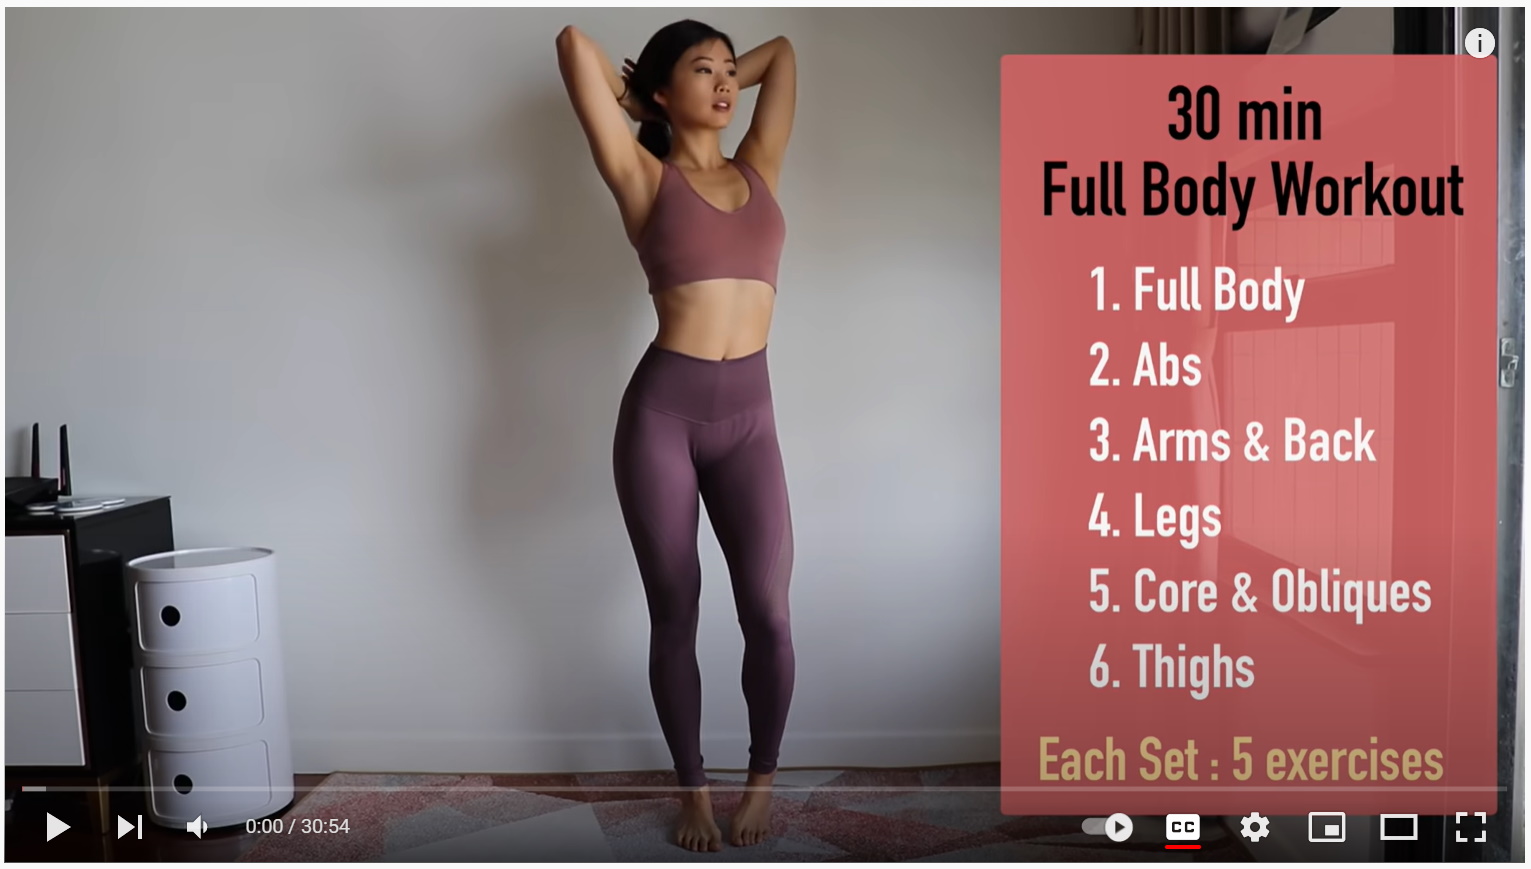 i
30 min
Full Body Workout
1. Full Body
2. Abs
3. Arms & Back
4. Legs
5. Core & Obliques
6. Thighs
Each Set : 5 exercises
0:00 / 30:54
CC